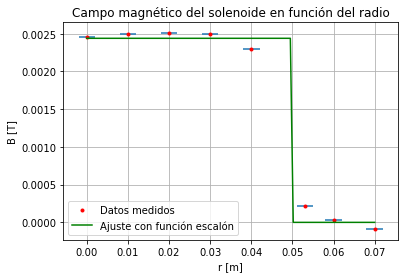 Campo magnético del solenoide en función del radio
B [T]
0.0025
0.0020
0.0015
0.0010
0.0005
0.0000
Datos medidos
Ajuste con función escalón
0.00 0.01 0.02 0.03 0.04 0.05 0.06 0.07
r [m]